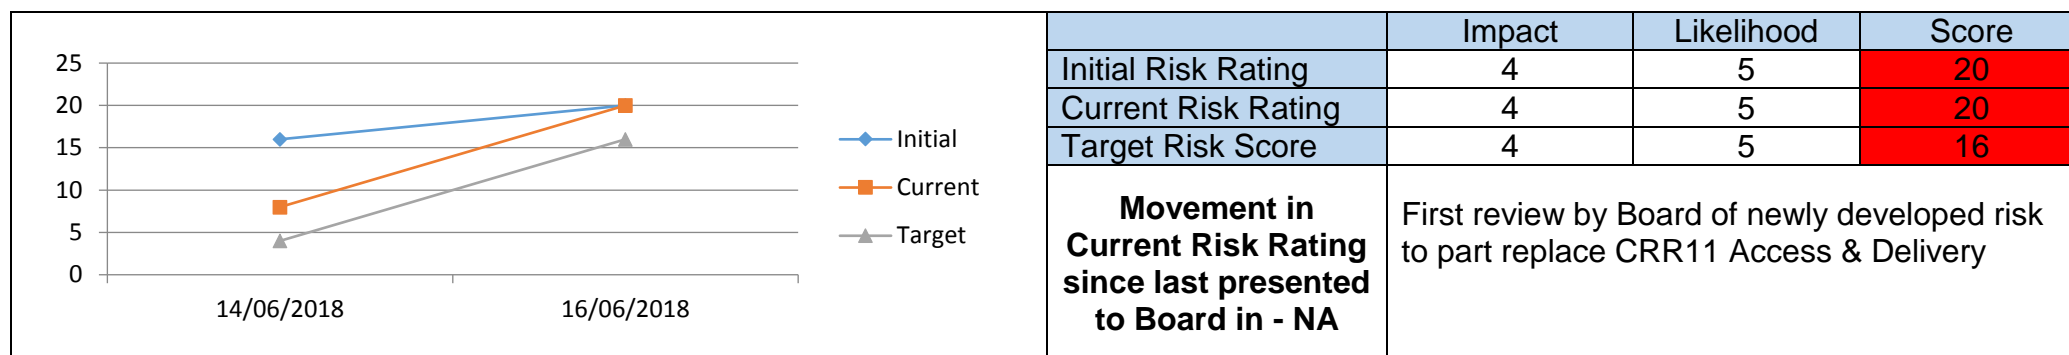 25
20
15
10
5
0
14/06/2018 16/06/2018
Initial
Current
Target
Impact Likelihood Score
Initial Risk Rating 4 5 20
Current Risk Rating 4 5 20
Target Risk Score 4 5 16
Movement in
Current Risk Rating
since last presented
to Board in - NA
First review by Board of newly developed risk
to part replace CRR11 Access & Delivery